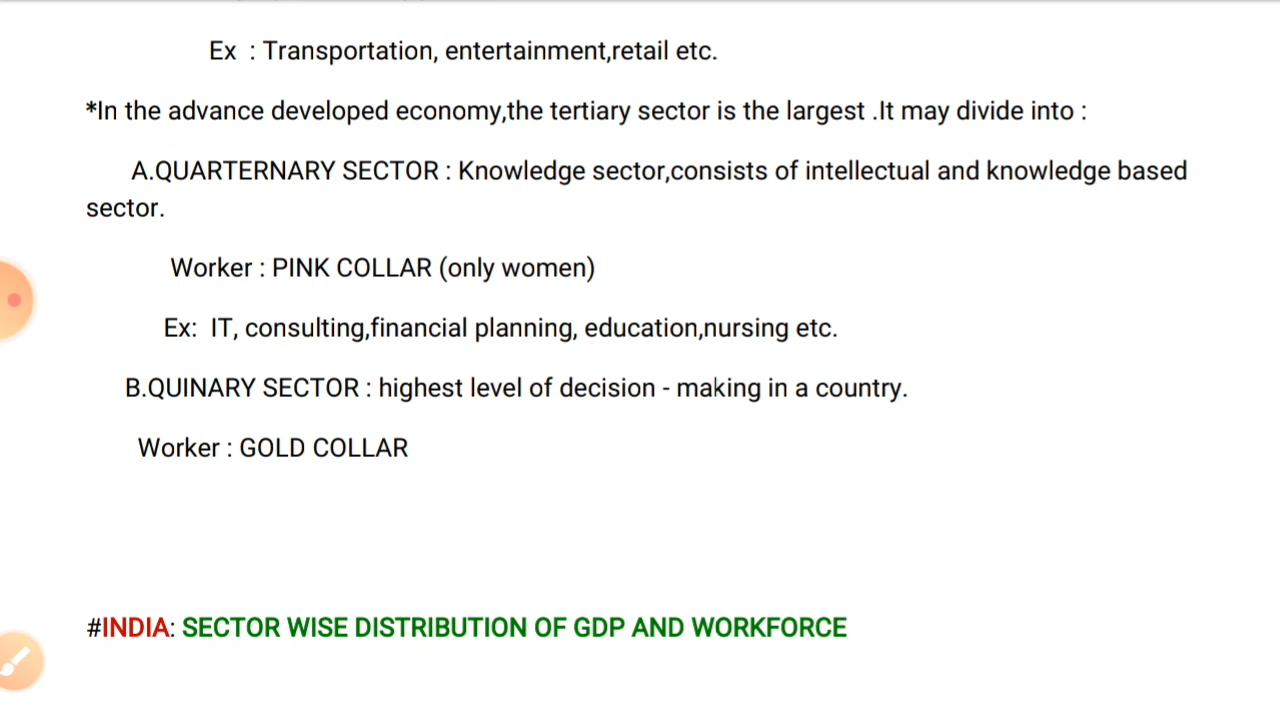 Ex : Transportation, entertainment,retail etc.
*In the advance developed economy,the tertiary sector is the largest .It may divide into :
A.QUARTERNARY SECTOR : Knowledge sector,consists of intellectual and knowledge based
sector.
Worker : PINK COLLAR (only women)
Ex: IT, consulting,financial planning, education,nursing etc.
B.QUINARY SECTOR : highest level of decision - making in a country.
Worker : GOLD COLLAR
#INDIA: SECTOR WISE DISTRIBUTION OF GDP AND WORKFORCE